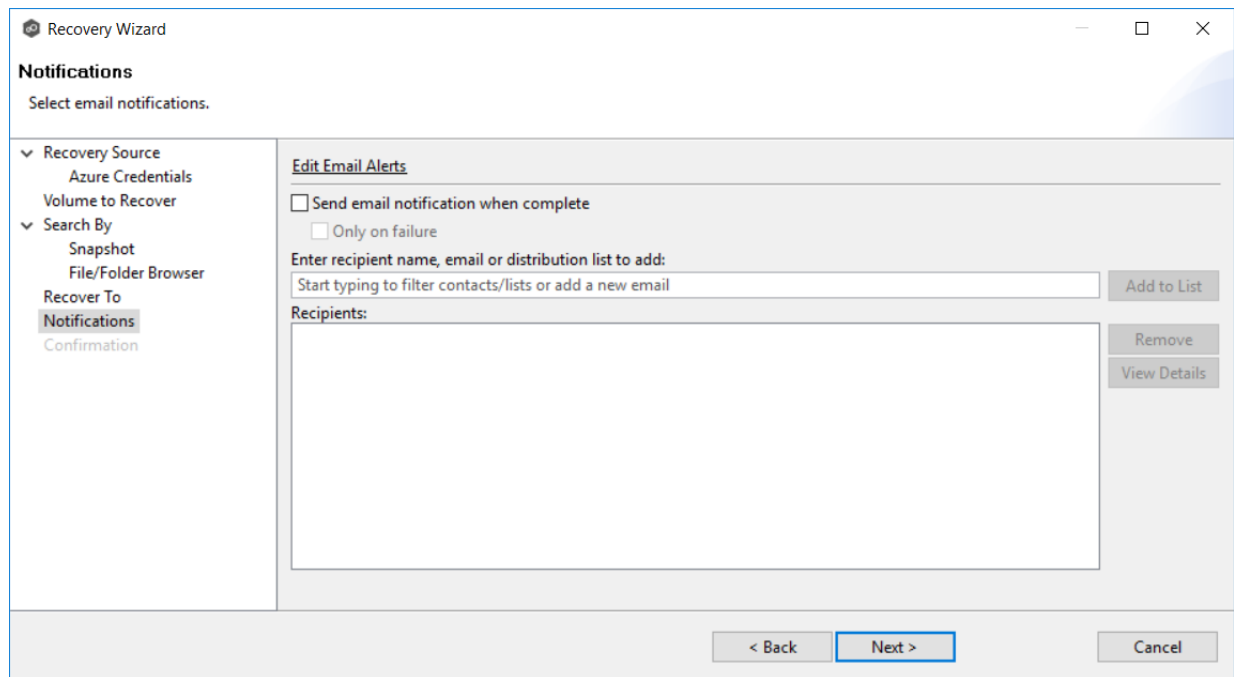 Recovery Wizard
Notifications
Select email notifications.
Recovery Source
Azure Credentials
Volume to Recover
Search By
Snapshot
File/Folder Browser
Recover To
Notifications
Confirmation
Edit Email Alerts
Send email notification when complete
Only on failure
Enter recipient name, email or distribution list to add:
Start typing to filter contacts/lists or add a new email
Add to List
Recipients:
Remove
View Details
< Back
Next >
Cancel